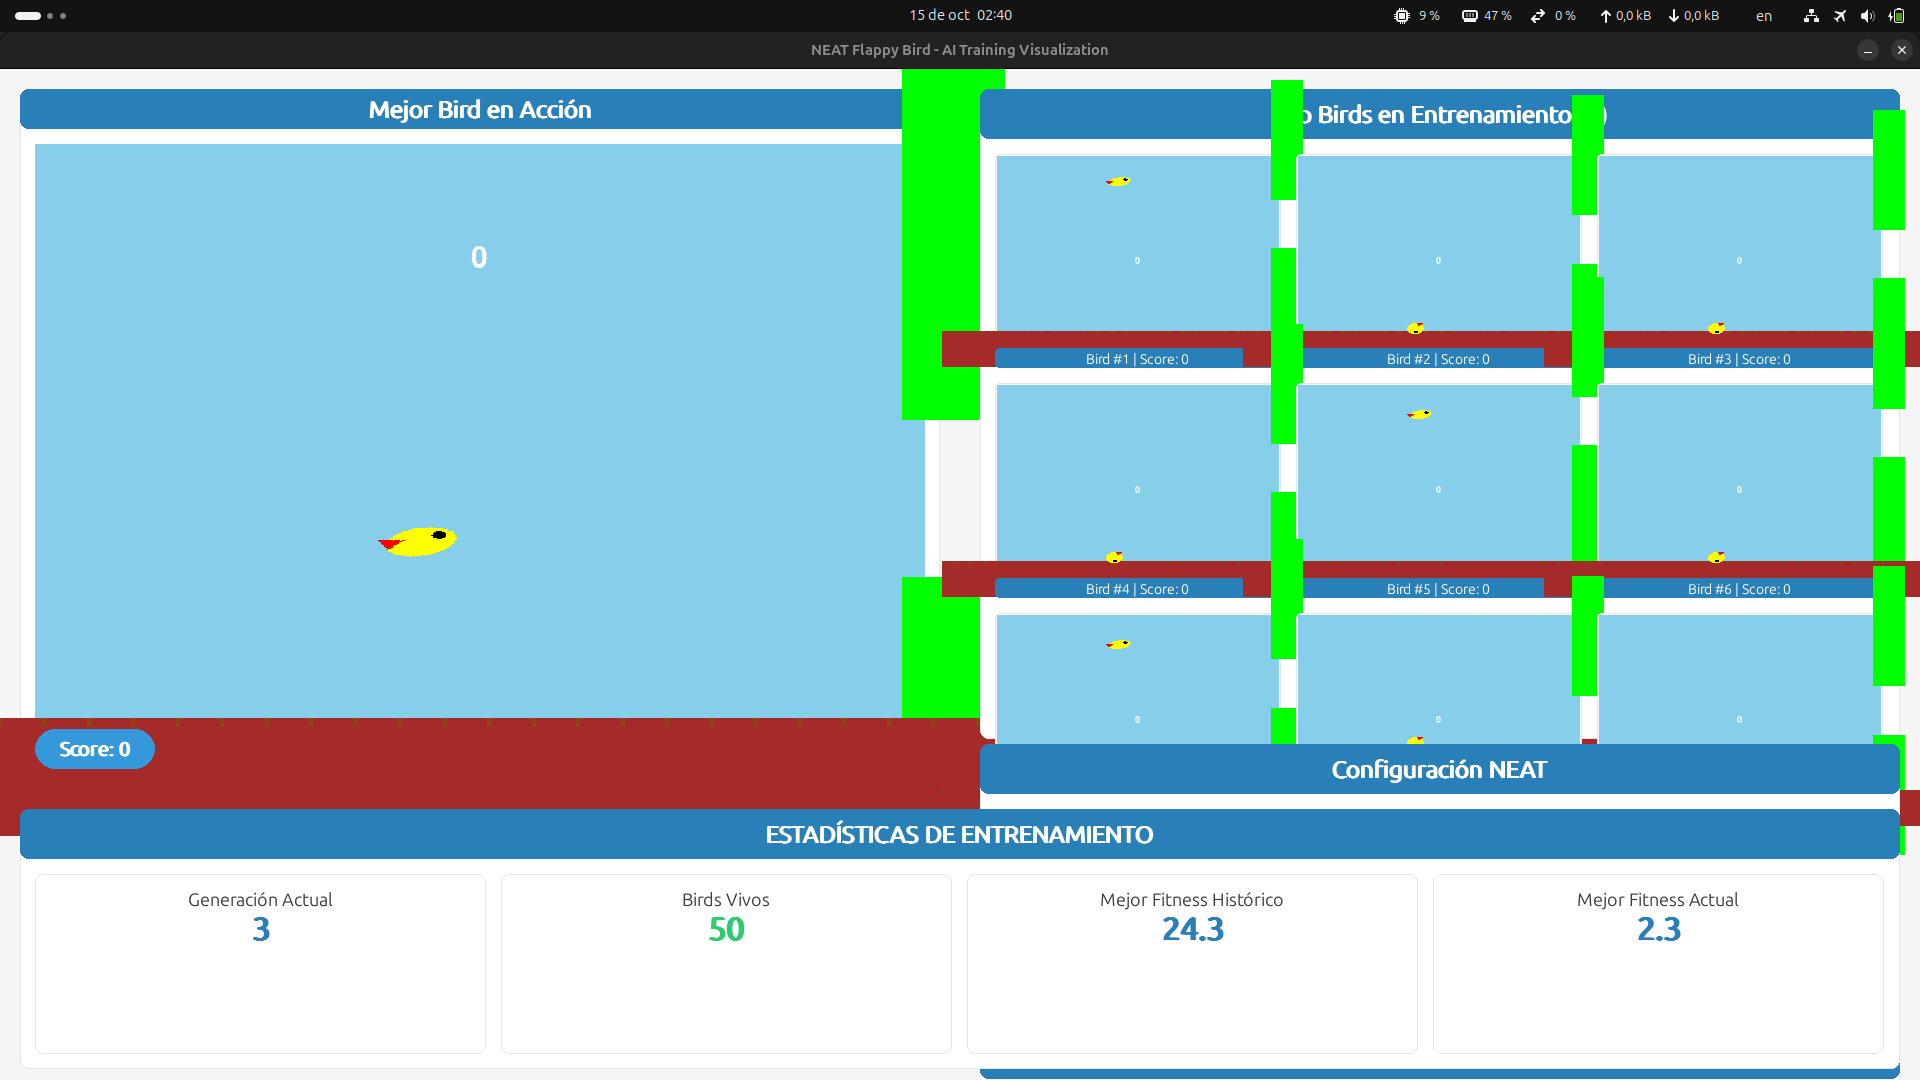 15 de oct 02:40
9 %
47 %
0 %
0,0 kB
0,0 kB
en
NEAT Flappy Bird - AI Training Visualization
Mejor Bird en Acción
0
Score: 0
Birds en Entrenamiento
0
0
0
Bird #1 | Score: 0
Bird #2 | Score: 0
Bird #3 | Score: 0
0
0
0
Bird #4 | Score: 0
Bird #5 | Score: 0
Bird #6 | Score: 0
0
0
0
Configuración NEAT
ESTADÍSTICAS DE ENTRENAMIENTO
Generación Actual
3
Birds Vivos
50
Mejor Fitness Histórico
24.3
Mejor Fitness Actual
2.3